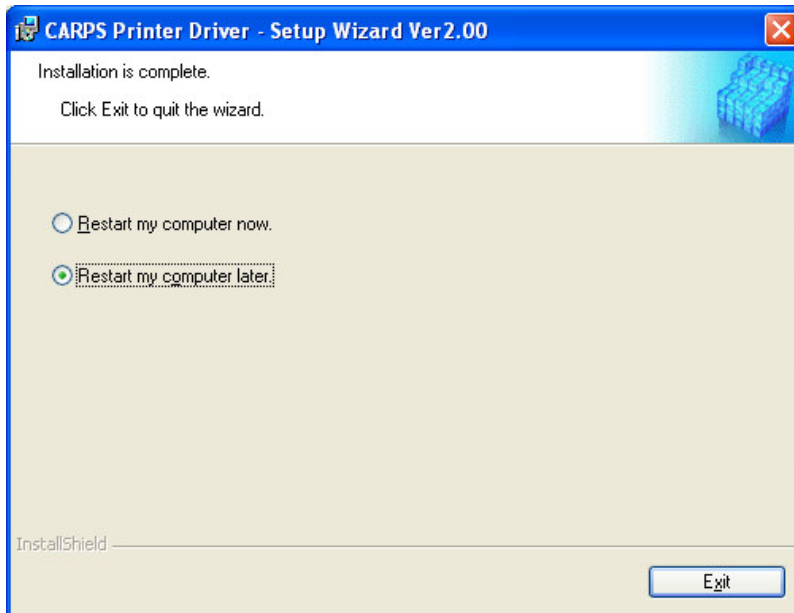 CARPS Printer Driver - Setup Wizard Ver2.00
Installation is complete.
Click Exit to quit the wizard.
Restart my computer now.
Restart my computer later.
InstallShield
Exit